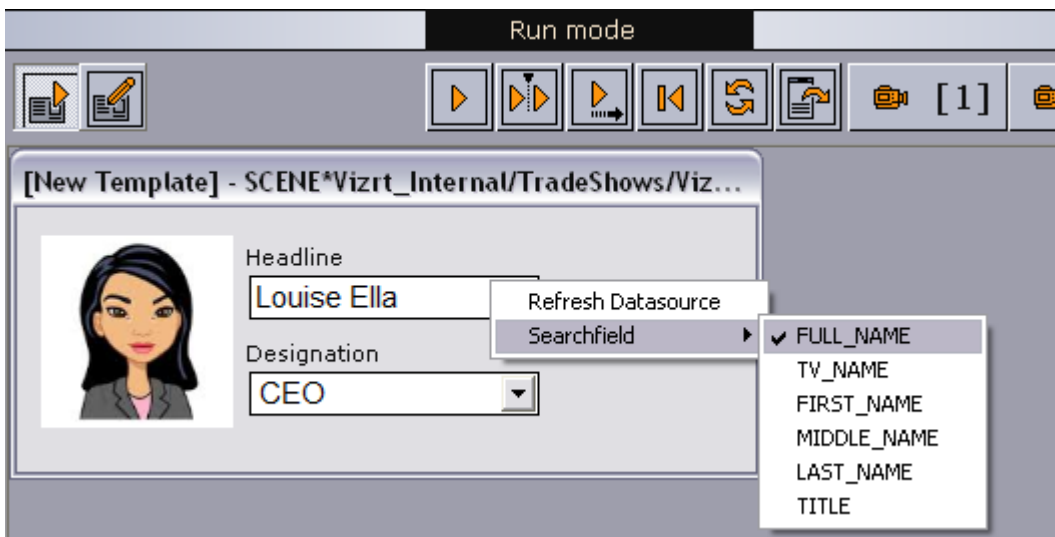 Run mode
[1]
[New Template] - SCENE*Vizrt_Internal/TradeShows/Viz...
Headline
Louise Ella
Refresh Datasource
Searchfield
FULL_NAME
Designation
TV_NAME
CEO
FIRST_NAME
MIDDLE_NAME
LAST_NAME
TITLE